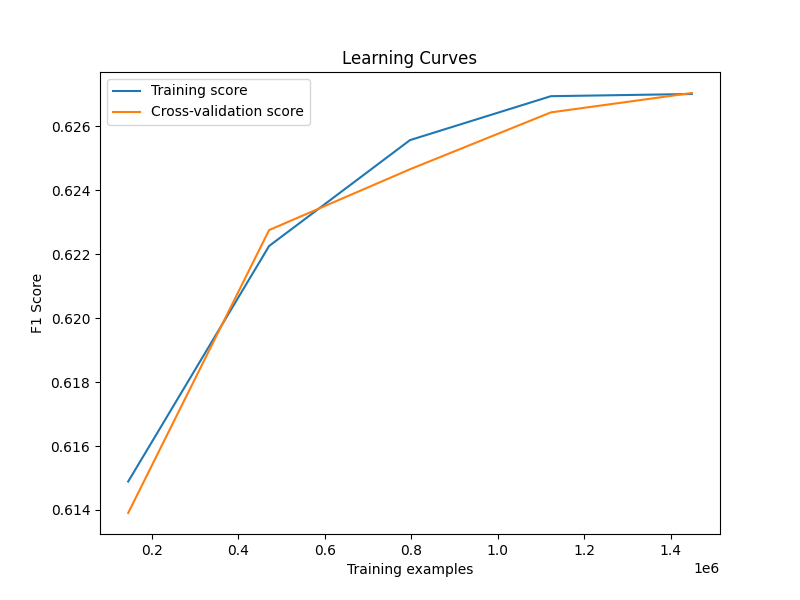 Learning Curves
Training score
Cross-validation score
F1 Score
0.626
0.624
0.622
0.620
0.618
0.616
0.614
0.2 0.4 0.6 0.8 1.0 1.2 1.4
1e6
Training examples